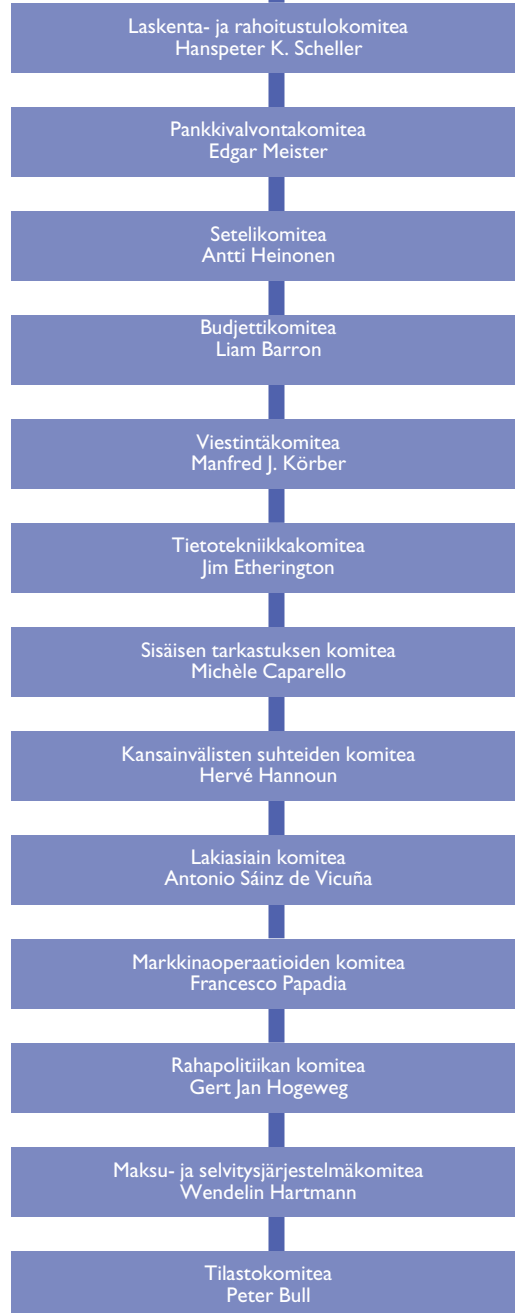 Laskenta- ja rahoitustulokomitea
Hanspeter K. Scheller
Pankkivalvontakomitea
Edgar Meister
Setelikomitea
Antti Heinonen
Budjettikomitea
Liam Barron
Viestintäkomitea
Manfred J. Körber
Tietotekniikkakomitea
Jim Etherington
Sisäisen tarkastuksen komitea
Michèle Caparello
Kansainvälisten suhteiden komitea
Hervé Hannoun
Lakiasiain komitea
Antonio Sáinz de Vicuña
Markkinaoperaatioiden komitea
Francesco Papadia
Rahapolitiikan komitea
Gert Jan Hogeweg
Maksu- ja selvitysjärjestelmäkomitea
Wendelin Hartmann
Tilastokomitea
Peter Bull